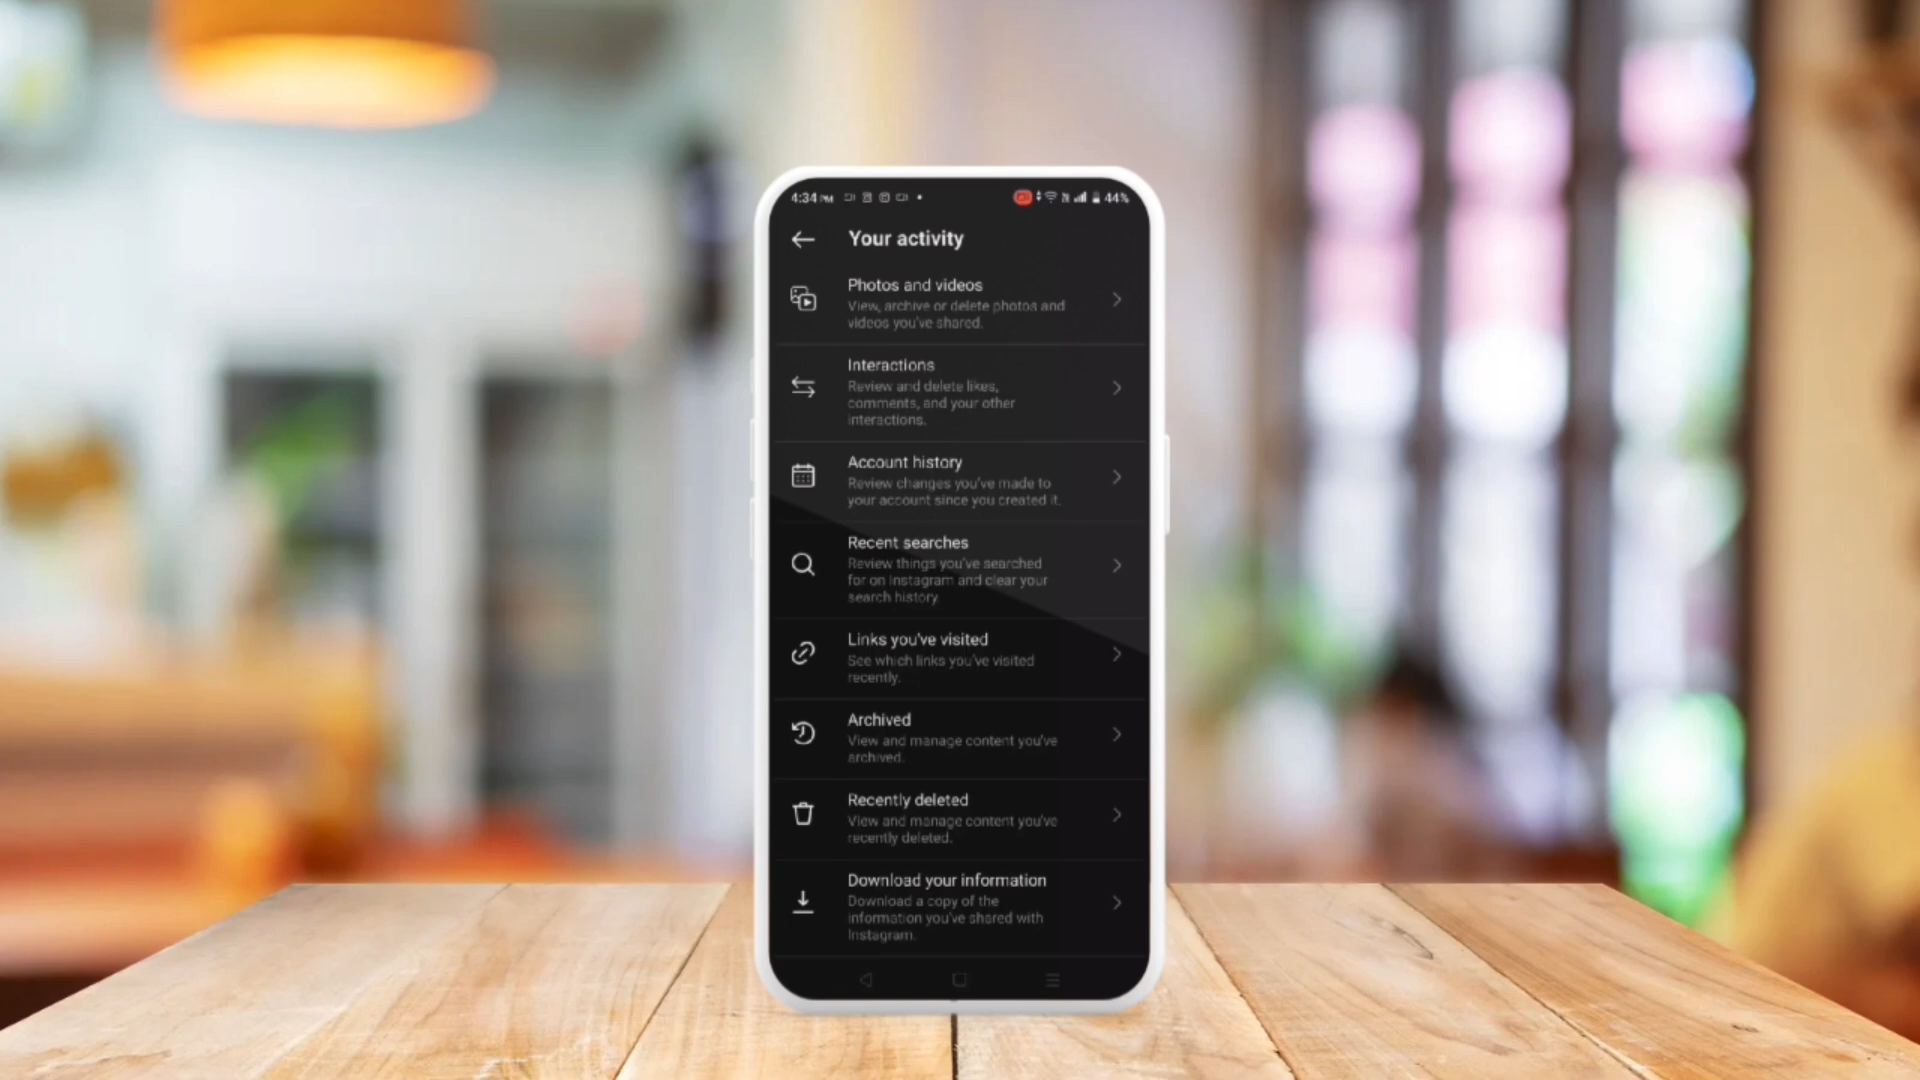 4:34 PM
44%
Your activity
Photos and videos
View, archive or delete photos and
videos you've shared.
Interactions
Review and delete likes,
comments, and your other
interactions.
Account history
Review changes you've made to
your account since you created it.
Recent searches
Review things you've searched
for on Instagram and clear your
search history.
Links you've visited
See which links you've visited
recently.
Archived
View and manage content you've
archived.
Recently deleted
View and manage content you've
recently deleted.
Download your information
Download a copy of the
information you've shared with
Instagram.